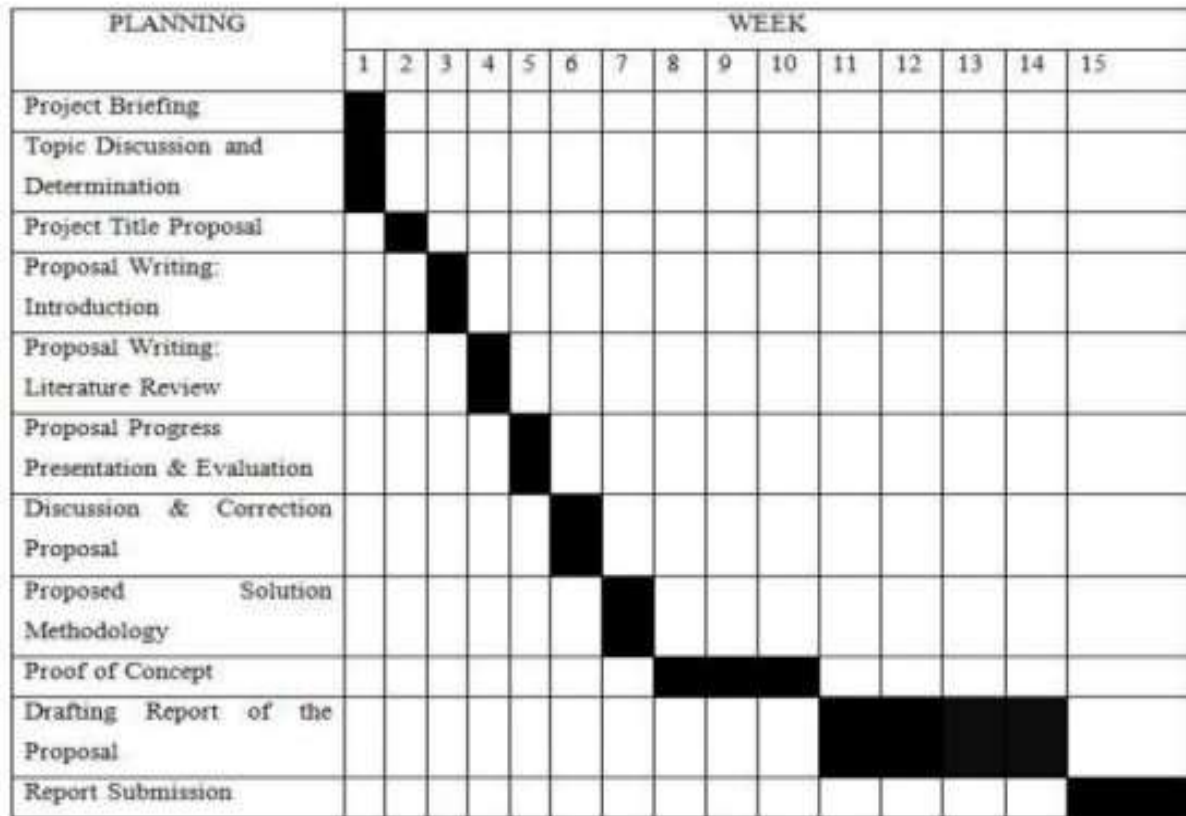 PLANNING WEEK
1 2 3 4 5 6 7 8 9 10 11 12 13 14 15
Project Briefing
Topic Discussion and
Determination
Project Title Proposal
Proposal Writing:
Introduction
Proposal Writing:
Literature Review
Proposal Progress
Presentation & Evaluation
Discussion & Correction
Proposal
Proposed Solution
Methodology
Proof of Concept
Drafting Report of the
Proposal
Report Submission